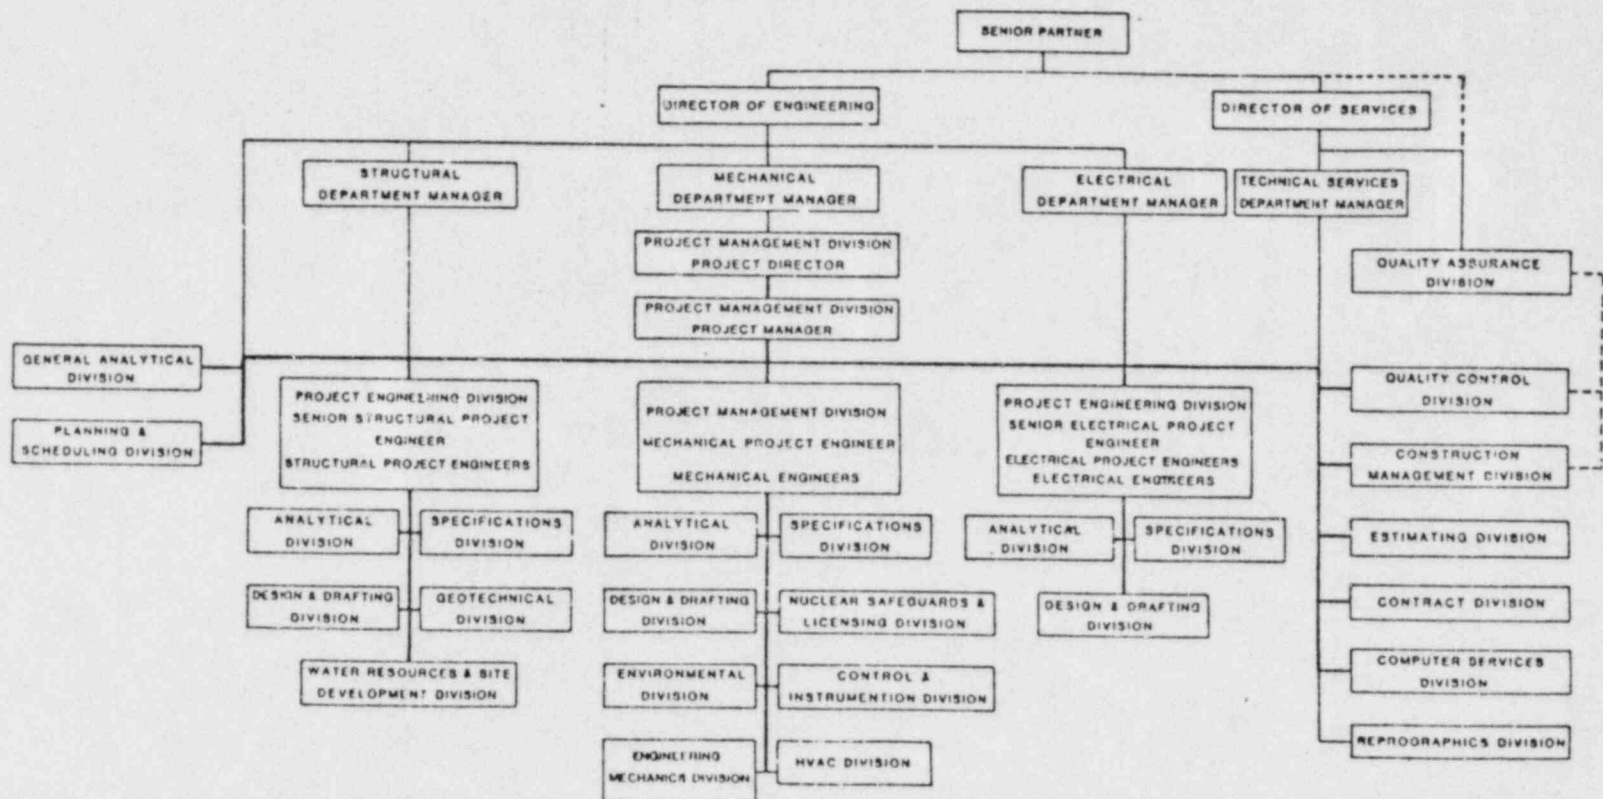 SENIOR PARTNER
DIRECTOR OF ENGINEERING
DIRECTOR OF SERVICES
STRUCTURAL
DEPARTMENT MANAGER
MECHANICAL
DEPARTMENT MANAGER
ELECTRICAL
DEPARTMENT MANAGER
TECHNICAL SERVICES
DEPARTMENT MANAGER
PROJECT MANAGEMENT DIVISION
PROJECT DIRECTOR
QUALITY ASSURANCE
DIVISION
PROJECT MANAGEMENT DIVISION
PROJECT MANAGER
GENERAL ANALYTICAL
DIVISION
PLANNING &
SCHEDULING DIVISION
PROJECT ENGINEERING DIVISION
SENIOR STRUCTURAL PROJECT
ENGINEER
STRUCTURAL PROJECT ENGINEERS
PROJECT MANAGEMENT DIVISION
MECHANICAL PROJECT ENGINEER
MECHANICAL ENGINEERS
PROJECT ENGINEERING DIVISION
SENIOR ELECTRICAL PROJECT
ENGINEER
ELECTRICAL PROJECT ENGINEERS
ELECTRICAL ENGINEERS
QUALITY CONTROL
DIVISION
CONSTRUCTION
MANAGEMENT DIVISION
ANALYTICAL
DIVISION
SPECIFICATIONS
DIVISION
ANALYTICAL
DIVISION
SPECIFICATIONS
DIVISION
ANALYTICAL
DIVISION
SPECIFICATIONS
DIVISION
ESTIMATING DIVISION
DESIGN & DRAFTING
DIVISION
GEOTECHNICAL
DIVISION
DESIGN & DRAFTING
DIVISION
NUCLEAR SAFEGUARDS &
LICENSING DIVISION
DESIGN & DRAFTING
DIVISION
CONTRACT DIVISION
WATER RESOURCES & SITE
DEVELOPMENT DIVISION
ENVIRONMENTAL
DIVISION
CONTROL &
INSTRUMENTION DIVISION
COMPUTER SERVICES
DIVISION
ENGINEERING
MECHANICS DIVISION
HVAC DIVISION
REPROGRAPHICS DIVISION